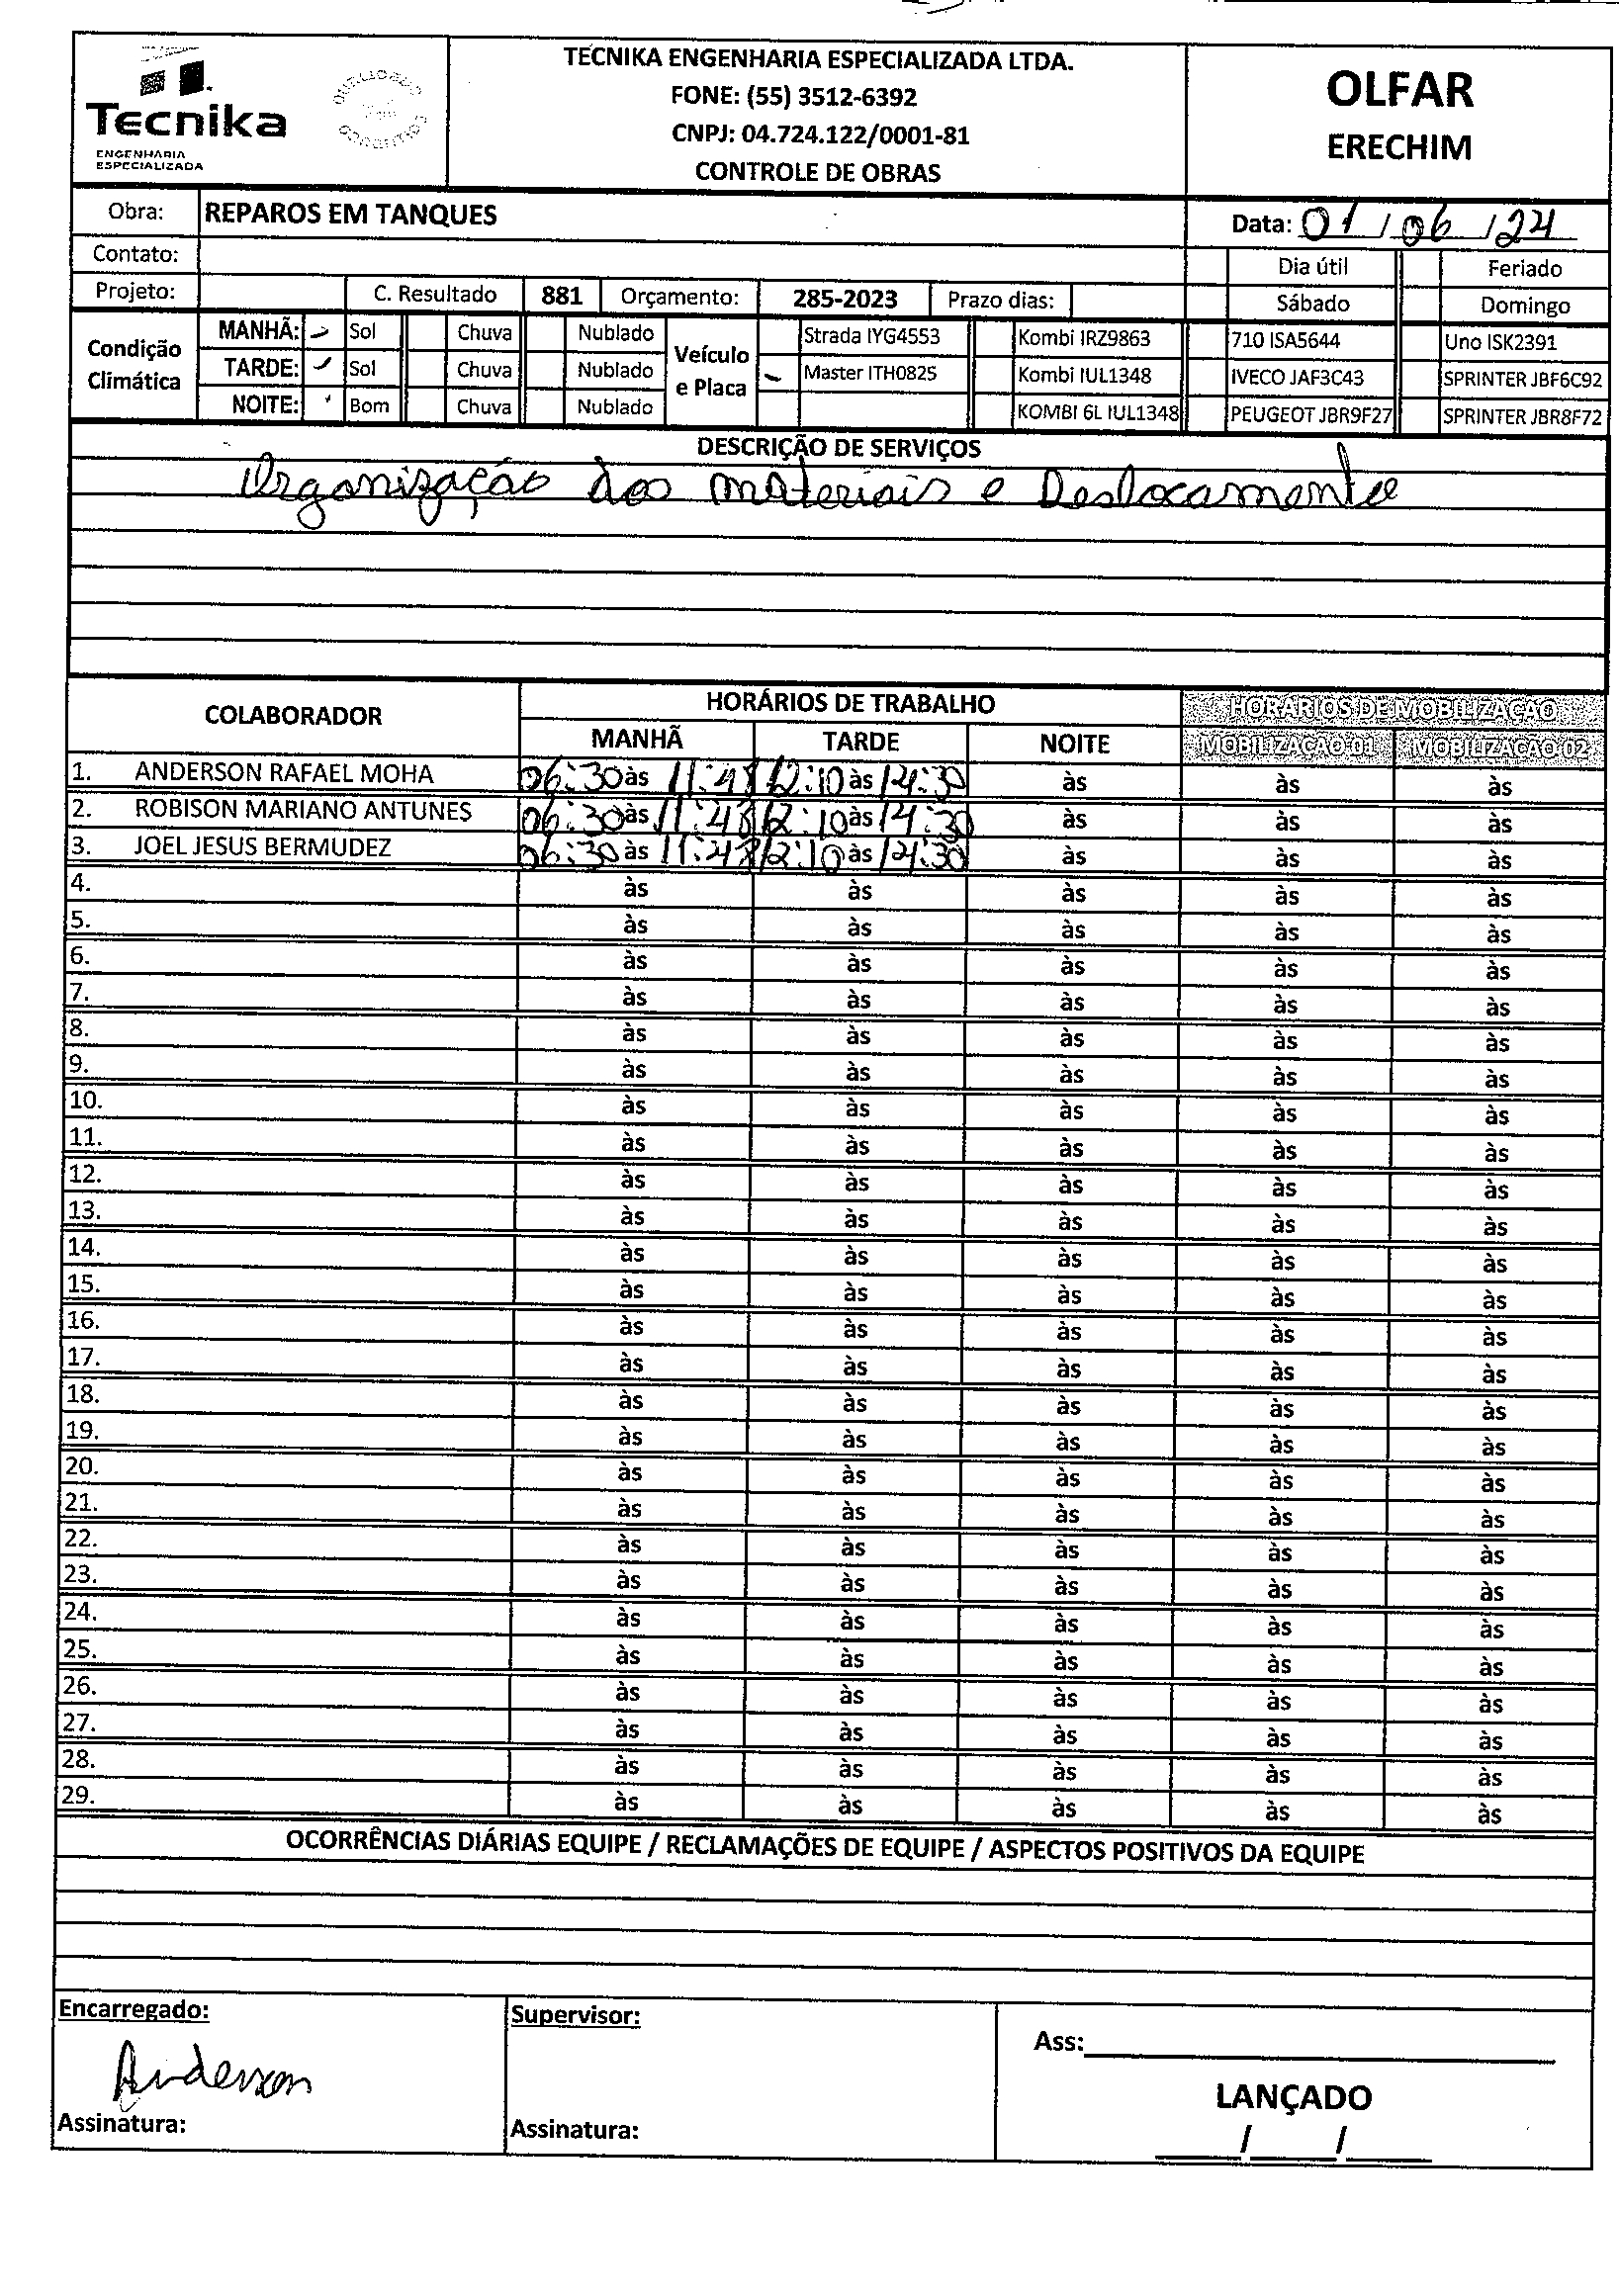 TECNIKA ENGENHARIA ESPECIALIZADA LTDA.
FONE: (55) 3512-6392
CNPJ: 04.724.122/0001-81
CONTROLE DE OBRAS
Tecnika
ENGENHARIA
ESPECIALIZADA
OLFAR
ERECHIM
Obra: REPAROS EM TANQUES
Data: 01/06/24
Contato:
Dia útil Feriado
Projeto: C. Resultado 881 Orçamento: 285-2023 Prazo dias:
Sábado Domingo
Condição Climática
MANHÃ: Sol Chuva Nublado
TARDE: Sol Chuva Nublado
NOITE: Bom Chuva Nublado
Veículo e Placa
Strada IYG4553 Kombi IRZ9863 710 ISA5644 Uno ISK2391
Master ITH0825 Kombi IUL1348 IVECO JAF3C43 SPRINTER JBF6C92
KOMBI 6L IUL1348 PEUGEOT JBR9F27 SPRINTER JBR8F72
DESCRIÇÃO DE SERVIÇOS
Organização dos materiais e Deslocamento
COLABORADOR HORÁRIOS DE TRABALHO HORÁRIOS DE MOBILIZAÇÃO
MANHÃ TARDE NOITE MOBILIZAÇÃO 01 MOBILIZAÇÃO 02
1. ANDERSON RAFAEL MOHA 06:30 às 11:48 12:10 às 14:30 às às às
2. ROBISON MARIANO ANTUNES 06:30 às 11:48 12:10 às 14:30 às às às
3. JOEL JESUS BERMUDEZ 06:30 às 11:48 12:10 às 14:30 às às às
4. às às às às às
5. às às às às às
6. às às às às às
7. às às às às às
8. às às às às às
9. às às às às às
10. às às às às às
11. às às às às às
12. às às às às às
13. às às às às às
14. às às às às às
15. às às às às às
16. às às às às às
17. às às às às às
18. às às às às às
19. às às às às às
20. às às às às às
21. às às às às às
22. às às às às às
23. às às às às às
24. às às às às às
25. às às às às às
26. às às às às às
27. às às às às às
28. às às às às às
29. às às às às às
OCORRÊNCIAS DIÁRIAS EQUIPE / RECLAMAÇÕES DE EQUIPE / ASPECTOS POSITIVOS DA EQUIPE
Encarregado: Supervisor:
Ass:
Anderson
LANÇADO
Assinatura: Assinatura:
/ /